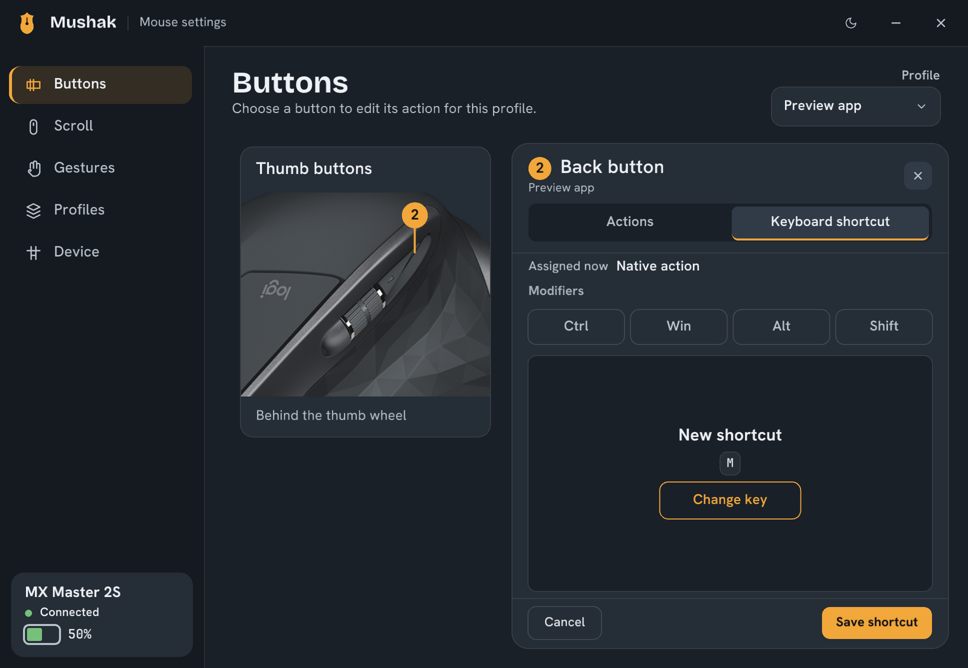 Mushak
Mouse settings
Buttons
Scroll
Gestures
Profiles
Device
MX Master 2S
Connected
50%
Buttons
Choose a button to edit its action for this profile.
Profile
Preview app
Thumb buttons
2
logi
Behind the thumb wheel
2 Back button
Preview app
Actions
Keyboard shortcut
Assigned now Native action
Modifiers
Ctrl
Win
Alt
Shift
New shortcut
M
Change key
Cancel
Save shortcut